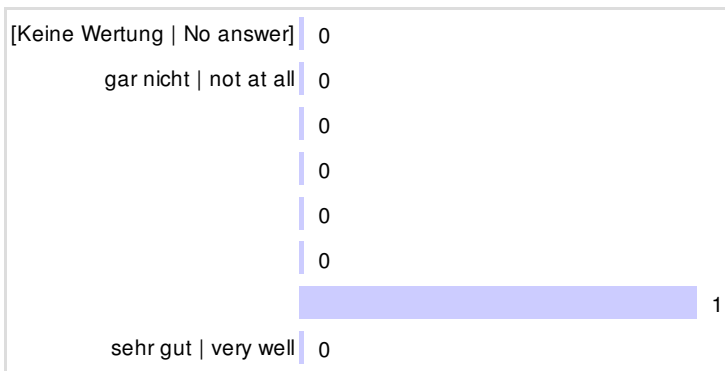 [Keine Wertung | No answer] 0
gar nicht | not at all 0
0
0
0
0
1
sehr gut | very well 0